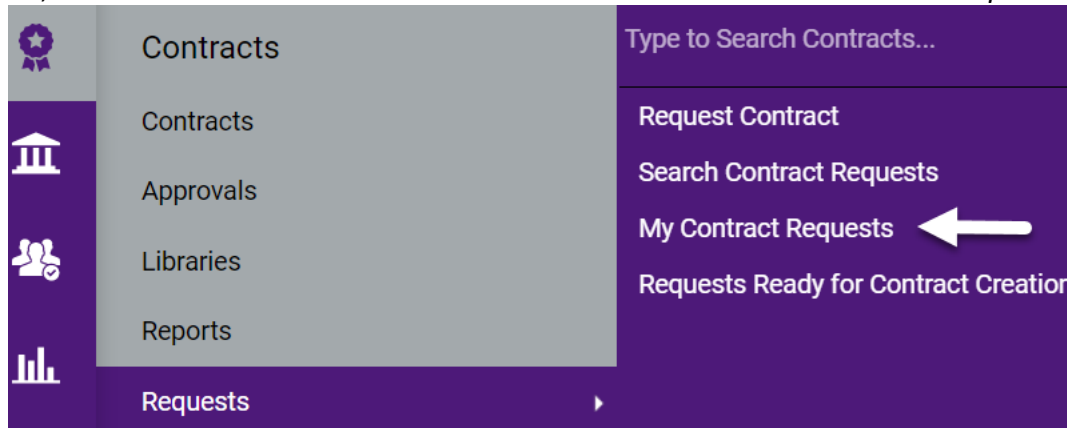 Contracts
Contracts
Approvals
Libraries
Reports
Requests
Type to Search Contracts...
Request Contract
Search Contract Requests
My Contract Requests
Requests Ready for Contract Creation